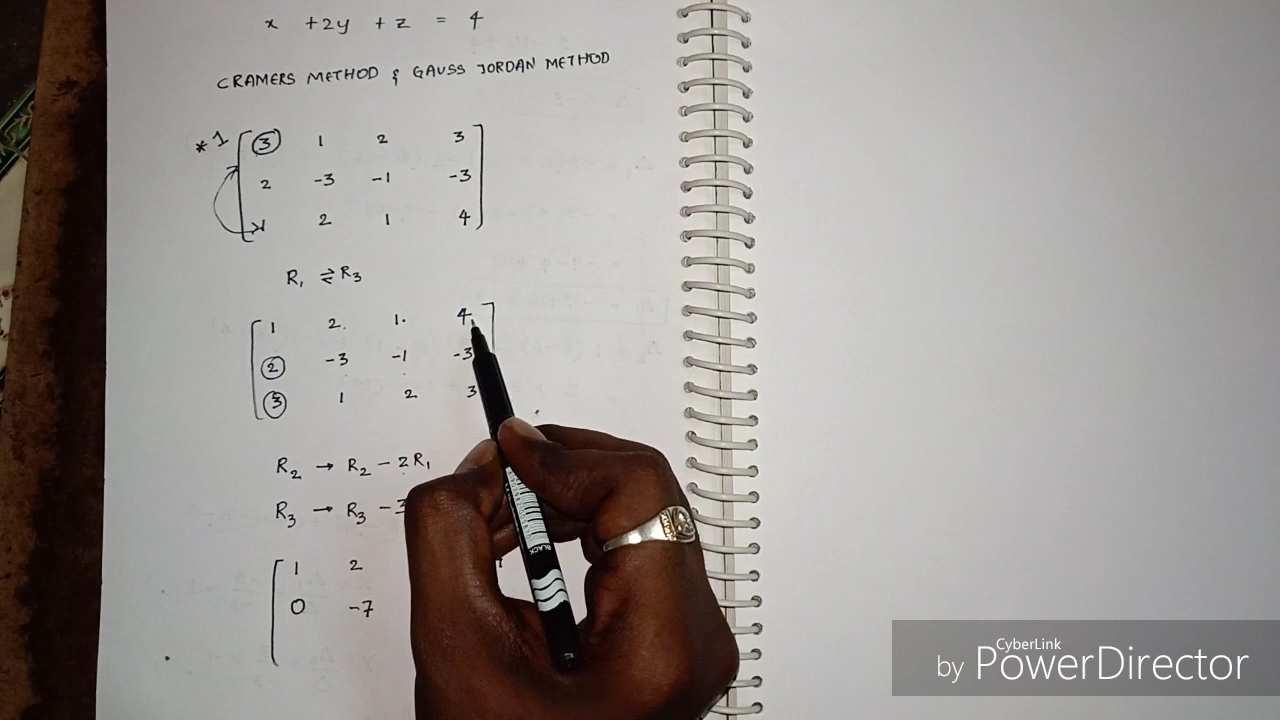 x + 2y + z = 4
CRAMERS METHOD & GAUSS JORDAN METHOD
* 1 [ 3 1 2 3 ]
2 -3 -1 -3
1 2 1 4
R₁ ⇄ R₃
[ 1 2 1 4 ]
2 -3 -1 -3
3 1 2 3
R₂ → R₂ - 2R₁
R₃ → R₃ - 3
[ 1 2
0 -7
BLACK
CyberLink
by PowerDirector